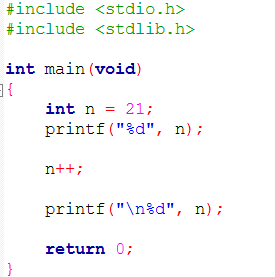 #include <stdio.h>
#include <stdlib.h>
int main(void)
{
int n = 21;
printf("%d", n);
n++;
printf("\n%d", n);
return 0;
}